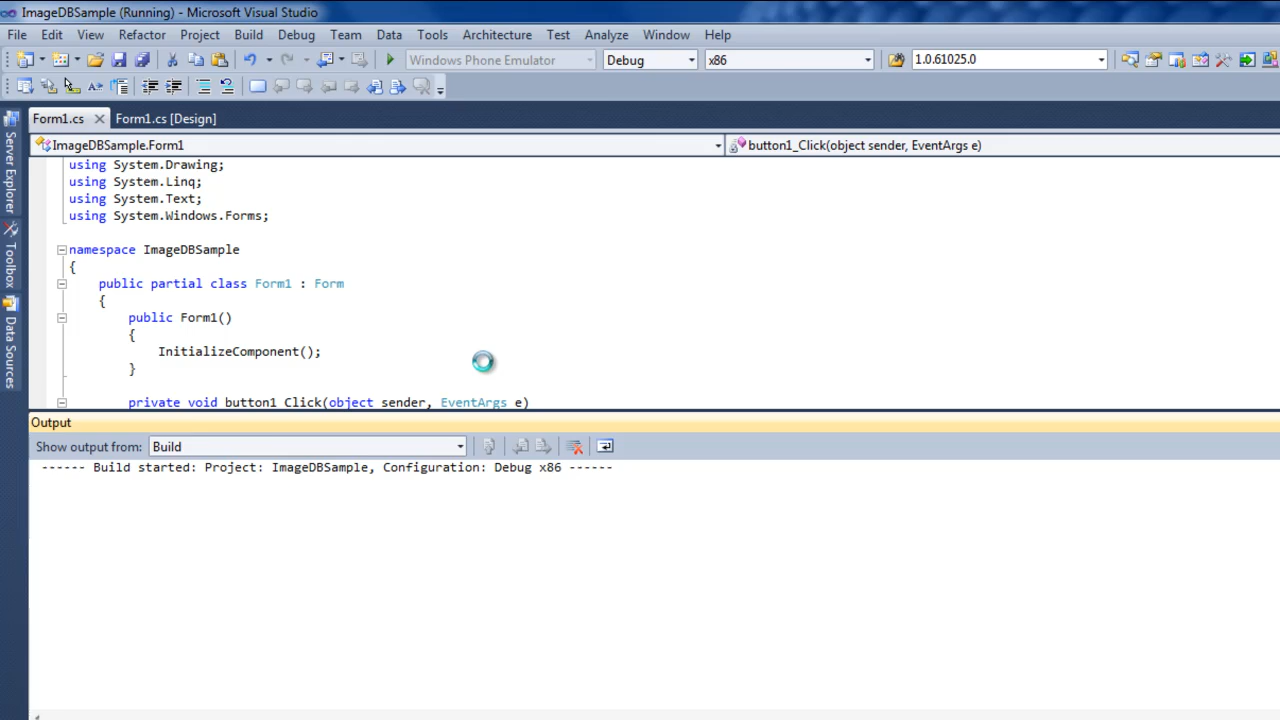 ImageDBSample (Running) - Microsoft Visual Studio
File Edit View Refactor Project Build Debug Team Data Tools Architecture Test Analyze Window Help
Windows Phone Emulator Debug x86 1.0.61025.0
Form1.cs Form1.cs [Design]
ImageDBSample.Form1 button1_Click(object sender, EventArgs e)
Server Explorer
Toolbox
Data Sources
using System.Drawing;
using System.Linq;
using System.Text;
using System.Windows.Forms;
namespace ImageDBSample
{
public partial class Form1 : Form
{
public Form1()
{
InitializeComponent();
}
private void button1_Click(object sender, EventArgs e)
Output
Show output from: Build
------ Build started: Project: ImageDBSample, Configuration: Debug x86 ------